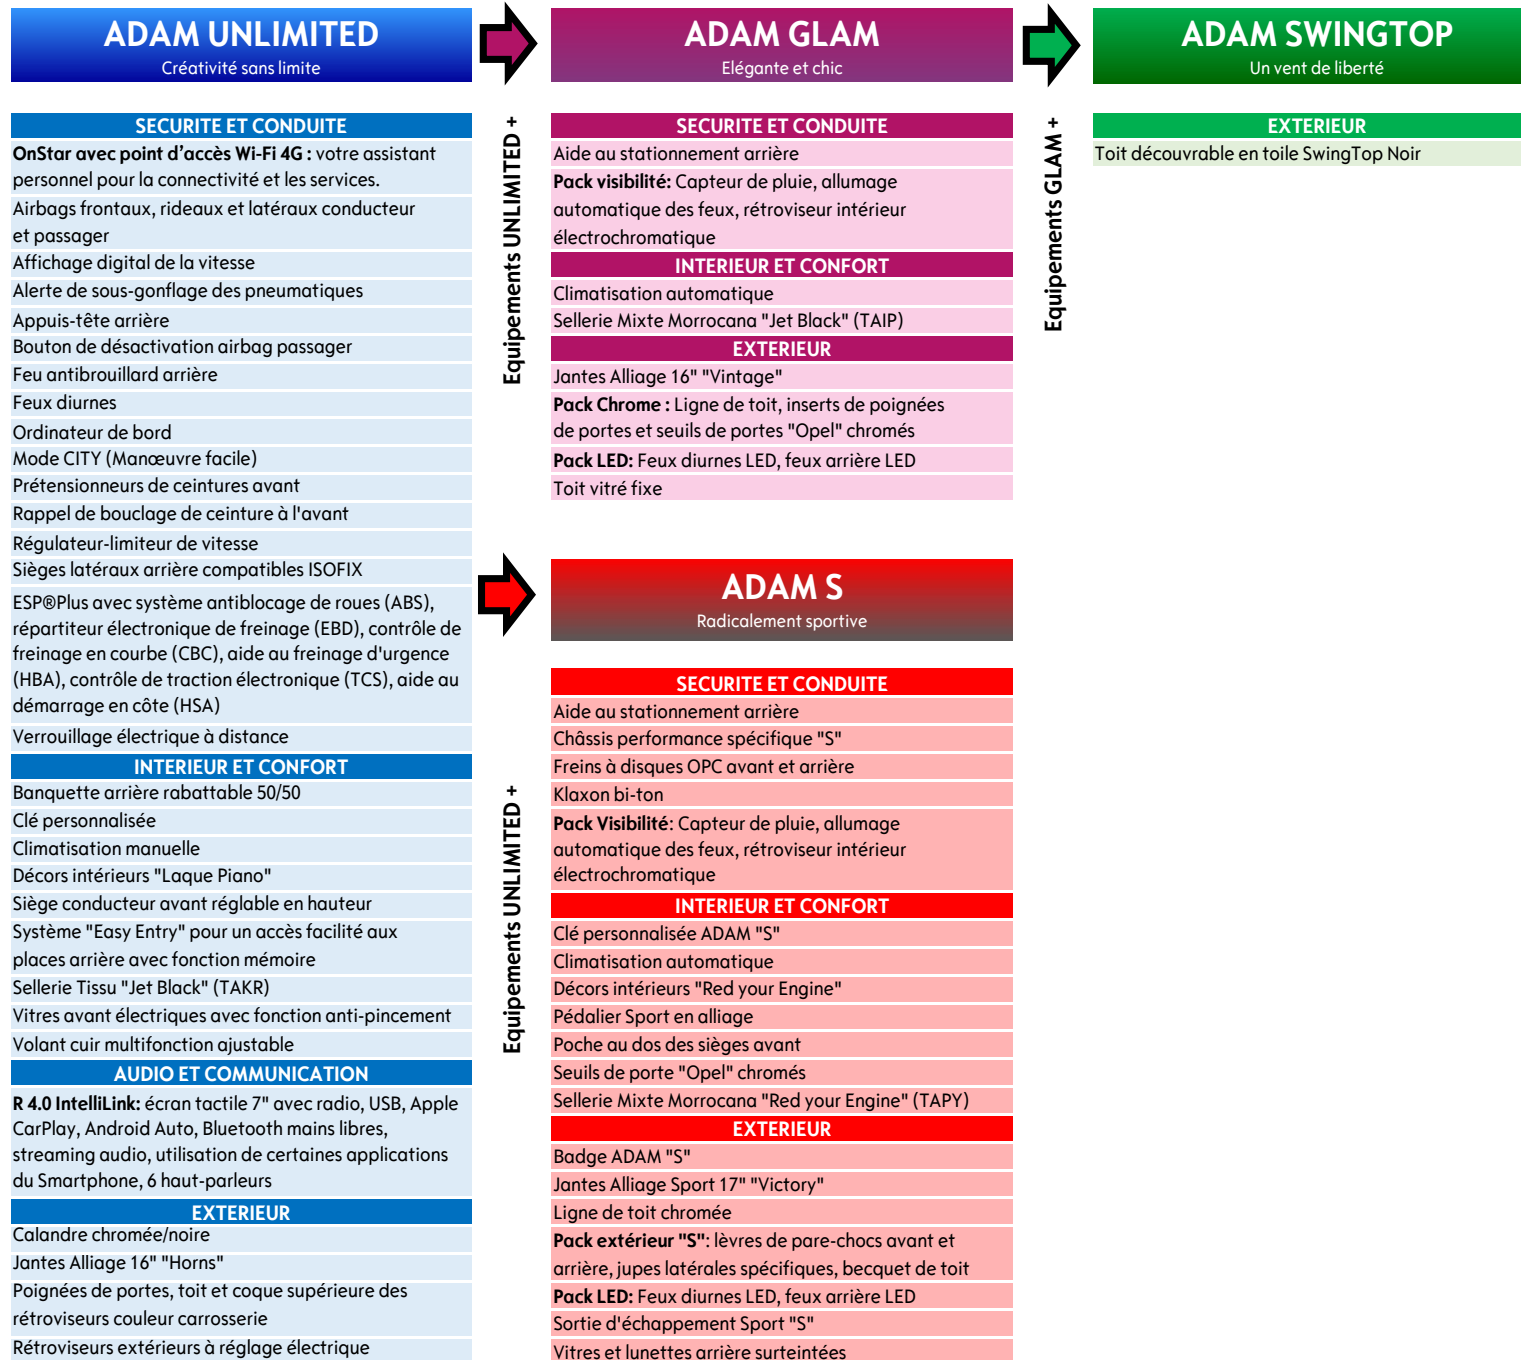 ADAM UNLIMITED
Créativité sans limite
SECURITE ET CONDUITE
OnStar avec point d'accès Wi-Fi 4G : votre assistant
personnel pour la connectivité et les services.
Airbags frontaux, rideaux et latéraux conducteur
et passager
Affichage digital de la vitesse
Alerte de sous-gonflage des pneumatiques
Appuis-tête arrière
Bouton de désactivation airbag passager
Feu antibrouillard arrière
Feux diurnes
Ordinateur de bord
Mode CITY (Manœuvre facile)
Prétensionneurs de ceintures avant
Rappel de bouclage de ceinture à l'avant
Régulateur-limiteur de vitesse
Sièges latéraux arrière compatibles ISOFIX
ESP®Plus avec système antiblocage de roues (ABS),
répartiteur électronique de freinage (EBD), contrôle de
freinage en courbe (CBC), aide au freinage d'urgence
(HBA), contrôle de traction électronique (TCS), aide au
démarrage en côte (HSA)
Verrouillage électrique à distance
INTERIEUR ET CONFORT
Banquette arrière rabattable 50/50
Clé personnalisée
Climatisation manuelle
Décors intérieurs "Laque Piano"
Siège conducteur avant réglable en hauteur
Système "Easy Entry" pour un accès facilité aux
places arrière avec fonction mémoire
Sellerie Tissu "Jet Black" (TAKR)
Vitres avant électriques avec fonction anti-pincement
Volant cuir multifonction ajustable
AUDIO ET COMMUNICATION
R 4.0 IntelliLink: écran tactile 7" avec radio, USB, Apple
CarPlay, Android Auto, Bluetooth mains libres,
streaming audio, utilisation de certaines applications
du Smartphone, 6 haut-parleurs
EXTERIEUR
Calandre chromée/noire
Jantes Alliage 16" "Horns"
Poignées de portes, toit et coque supérieure des
rétroviseurs couleur carrosserie
Rétroviseurs extérieurs à réglage électrique
Equipements UNLIMITED +
ADAM GLAM
Elégante et chic
SECURITE ET CONDUITE
Aide au stationnement arrière
Pack visibilité: Capteur de pluie, allumage
automatique des feux, rétroviseur intérieur
électrochromatique
INTERIEUR ET CONFORT
Climatisation automatique
Sellerie Mixte Morrocana "Jet Black" (TAIP)
EXTERIEUR
Jantes Alliage 16" "Vintage"
Pack Chrome : Ligne de toit, inserts de poignées
de portes et seuils de portes "Opel" chromés
Pack LED: Feux diurnes LED, feux arrière LED
Toit vitré fixe
Equipements UNLIMITED +
ADAM S
Radicalement sportive
SECURITE ET CONDUITE
Aide au stationnement arrière
Châssis performance spécifique "S"
Freins à disques OPC avant et arrière
Klaxon bi-ton
Pack Visibilité: Capteur de pluie, allumage
automatique des feux, rétroviseur intérieur
électrochromatique
INTERIEUR ET CONFORT
Clé personnalisée ADAM "S"
Climatisation automatique
Décors intérieurs "Red your Engine"
Pédalier Sport en alliage
Poche au dos des sièges avant
Seuils de porte "Opel" chromés
Sellerie Mixte Morrocana "Red your Engine" (TAPY)
EXTERIEUR
Badge ADAM "S"
Jantes Alliage Sport 17" "Victory"
Ligne de toit chromée
Pack extérieur "S": lèvres de pare-chocs avant et
arrière, jupes latérales spécifiques, becquet de toit
Pack LED: Feux diurnes LED, feux arrière LED
Sortie d'échappement Sport "S"
Vitres et lunettes arrière surteintées
Equipements GLAM +
ADAM SWINGTOP
Un vent de liberté
EXTERIEUR
Toit découvrable en toile SwingTop Noir